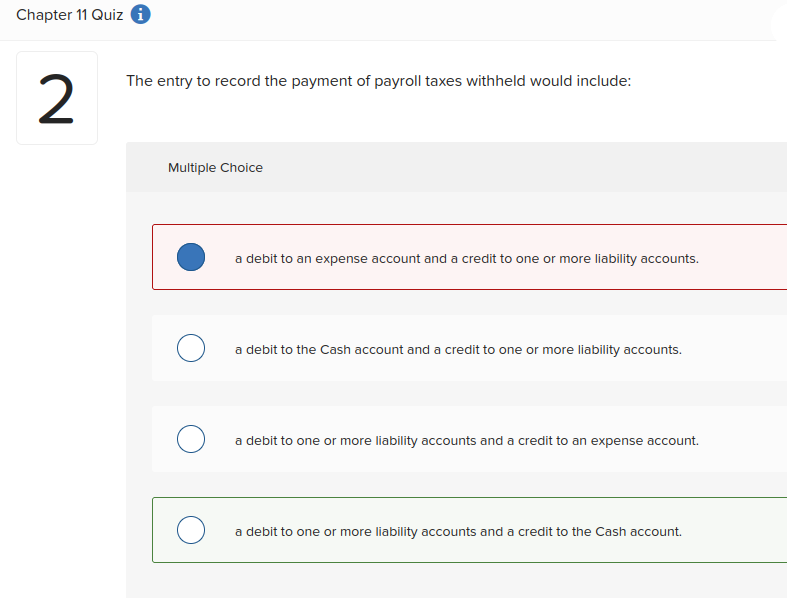 Chapter 11 Quiz i
2
The entry to record the payment of payroll taxes withheld would include:
Multiple Choice
a debit to an expense account and a credit to one or more liability accounts.
a debit to the Cash account and a credit to one or more liability accounts.
a debit to one or more liability accounts and a credit to an expense account.
a debit to one or more liability accounts and a credit to the Cash account.